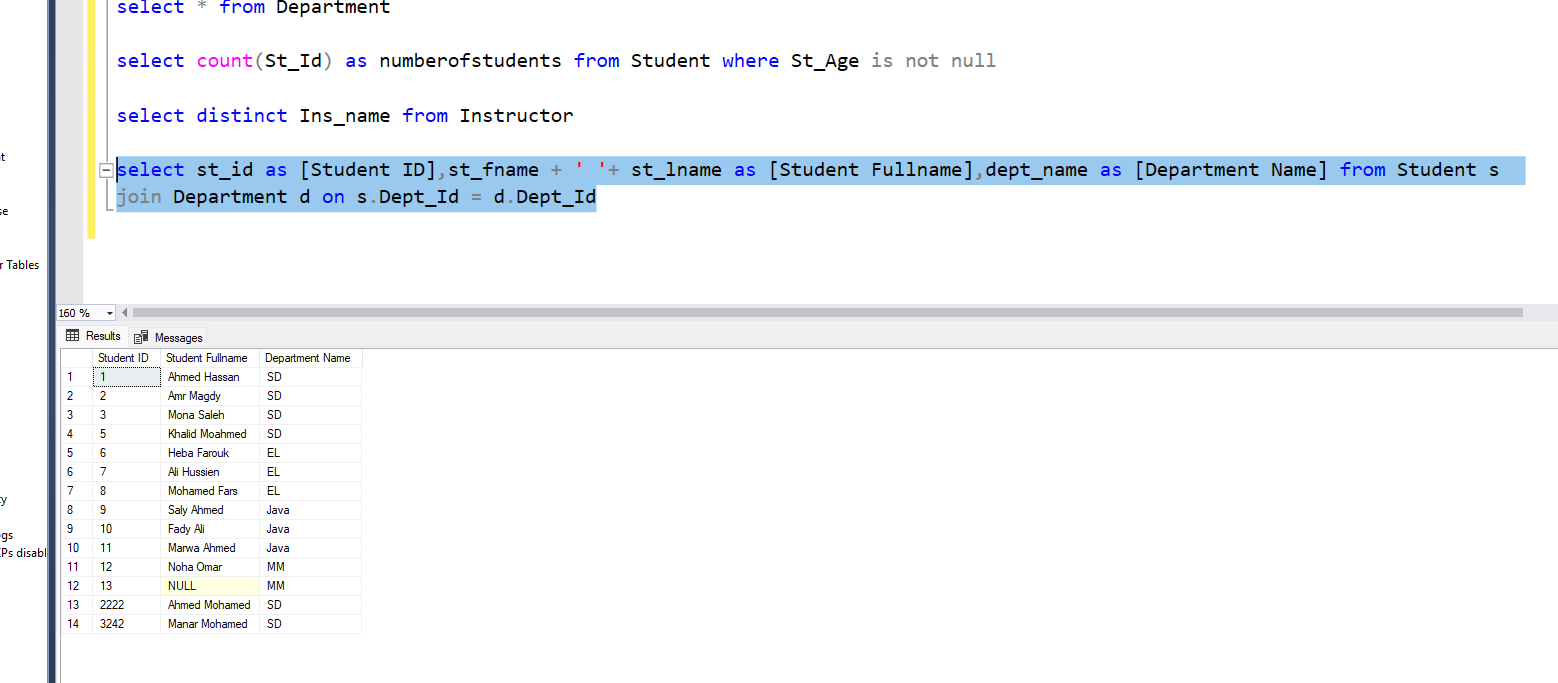 select * from Department
select count(St_Id) as numberofstudents from Student where St_Age is not null
select distinct Ins_name from Instructor
select st_id as [Student ID],st_fname + ' '+ st_lname as [Student Fullname],dept_name as [Department Name] from Student s
join Department d on s.Dept_Id = d.Dept_Id
t
se
r Tables
ty
gs
Ps disabl
160 %
Results Messages
Student ID Student Fullname Department Name
1 1 Ahmed Hassan SD
2 2 Amr Magdy SD
3 3 Mona Saleh SD
4 5 Khalid Moahmed SD
5 6 Heba Farouk EL
6 7 Ali Hussien EL
7 8 Mohamed Fars EL
8 9 Saly Ahmed Java
9 10 Fady Ali Java
10 11 Marwa Ahmed Java
11 12 Noha Omar MM
12 13 NULL MM
13 2222 Ahmed Mohamed SD
14 3242 Manar Mohamed SD